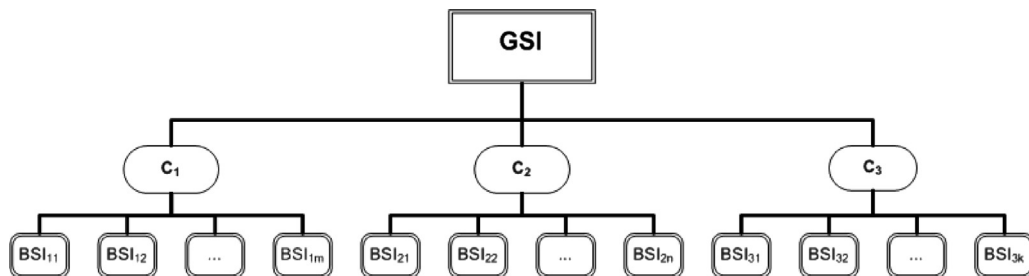 GSI
C₁ C₂ C₃
BSI₁₁ BSI₁₂ ... BSI₁ₘ BSI₂₁ BSI₂₂ ... BSI₂ₙ BSI₃₁ BSI₃₂ ... BSI₃ₖ